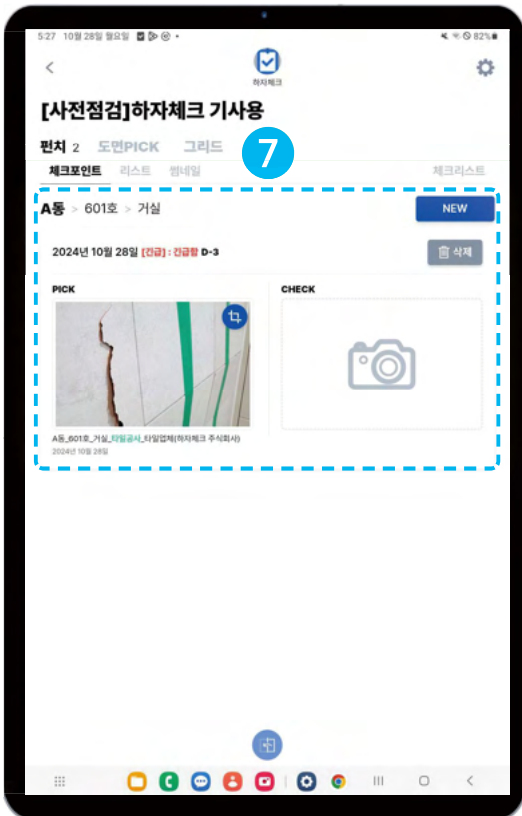 5:27 10월 28일 월요일
82%
하자체크
[사전점검]하자체크 기사용
펀치 2 도면PICK 그리드
7
체크포인트 리스트 썸네일 체크리스트
A동 > 601호 > 거실 NEW
2024년 10월 28일 [긴급] : 긴급함 D-3 삭제
PICK CHECK
A동_601호_거실_타일공사_타일업체(하자체크 주식회사)
2024년 10월 28일